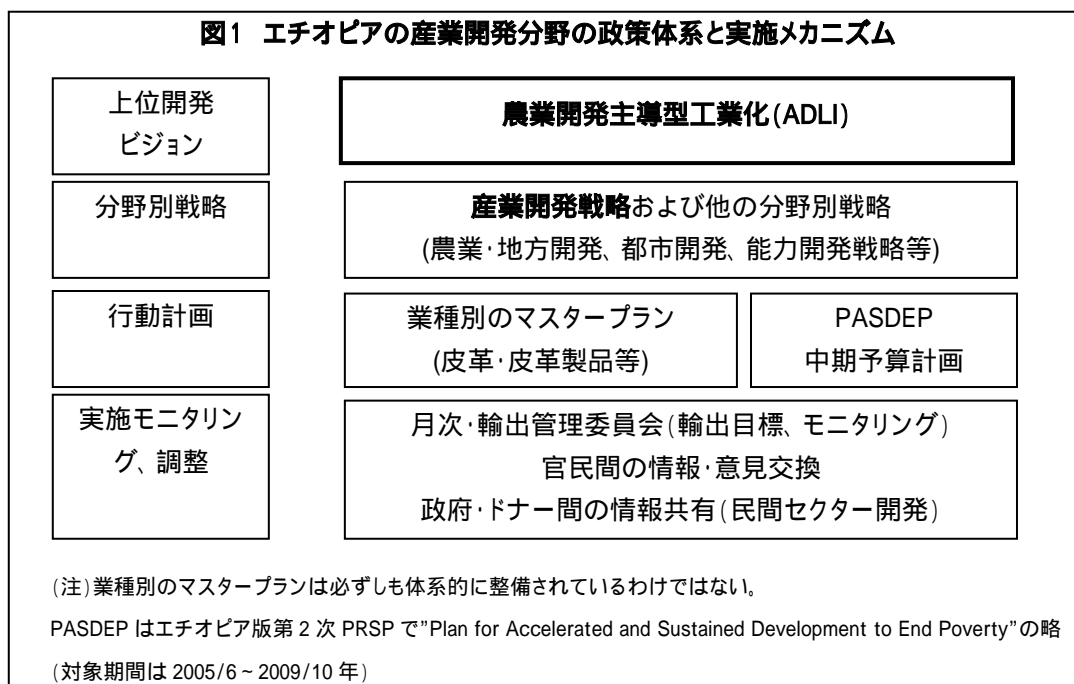 図1 エチオピアの産業開発分野の政策体系と実施メカニズム
上位開発
ビジョン
農業開発主導型工業化(ADLI)
分野別戦略
産業開発戦略および他の分野別戦略
(農業・地方開発、都市開発、能力開発戦略等)
行動計画
業種別のマスタープラン
(皮革・皮革製品等)
PASDEP
中期予算計画
実施モニタリン
グ、調整
月次・輸出管理委員会(輸出目標、モニタリング)
官民間の情報・意見交換
政府・ドナー間の情報共有(民間セクター開発)
(注)業種別のマスタープランは必ずしも体系的に整備されているわけではない。
PASDEP はエチオピア版第 2 次 PRSP で”Plan for Accelerated and Sustained Development to End Poverty”の略
(対象期間は 2005/6 ~ 2009/10 年)